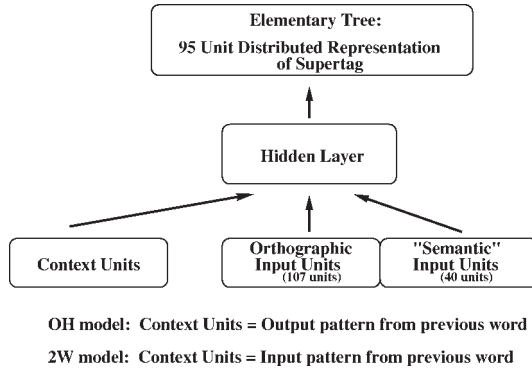 Elementary Tree:
95 Unit Distributed Representation
of Supertag
Hidden Layer
Context Units
Orthographic
Input Units
(107 units)
"Semantic"
Input Units
(40 units)
OH model: Context Units = Output pattern from previous word
2W model: Context Units = Input pattern from previous word